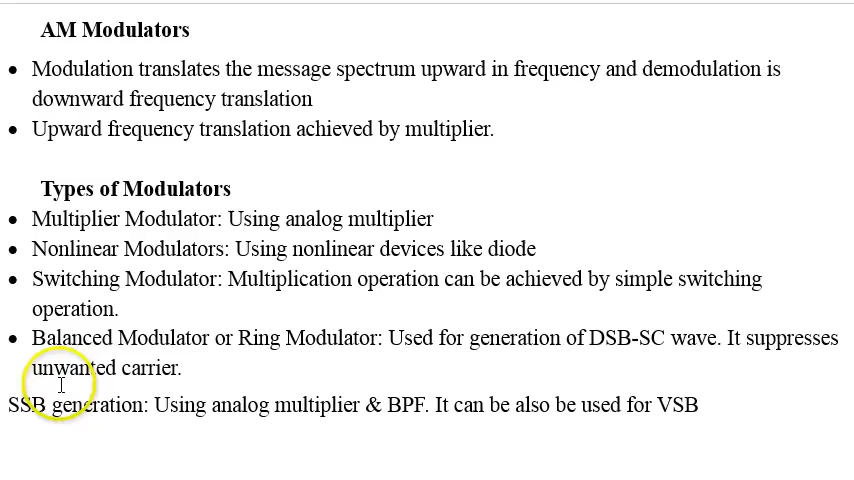 AM Modulators
• Modulation translates the message spectrum upward in frequency and demodulation is
downward frequency translation
• Upward frequency translation achieved by multiplier.
Types of Modulators
• Multiplier Modulator: Using analog multiplier
• Nonlinear Modulators: Using nonlinear devices like diode
• Switching Modulator: Multiplication operation can be achieved by simple switching
operation.
• Balanced Modulator or Ring Modulator: Used for generation of DSB-SC wave. It suppresses
unwanted carrier.
SSB generation: Using analog multiplier & BPF. It can be also be used for VSB